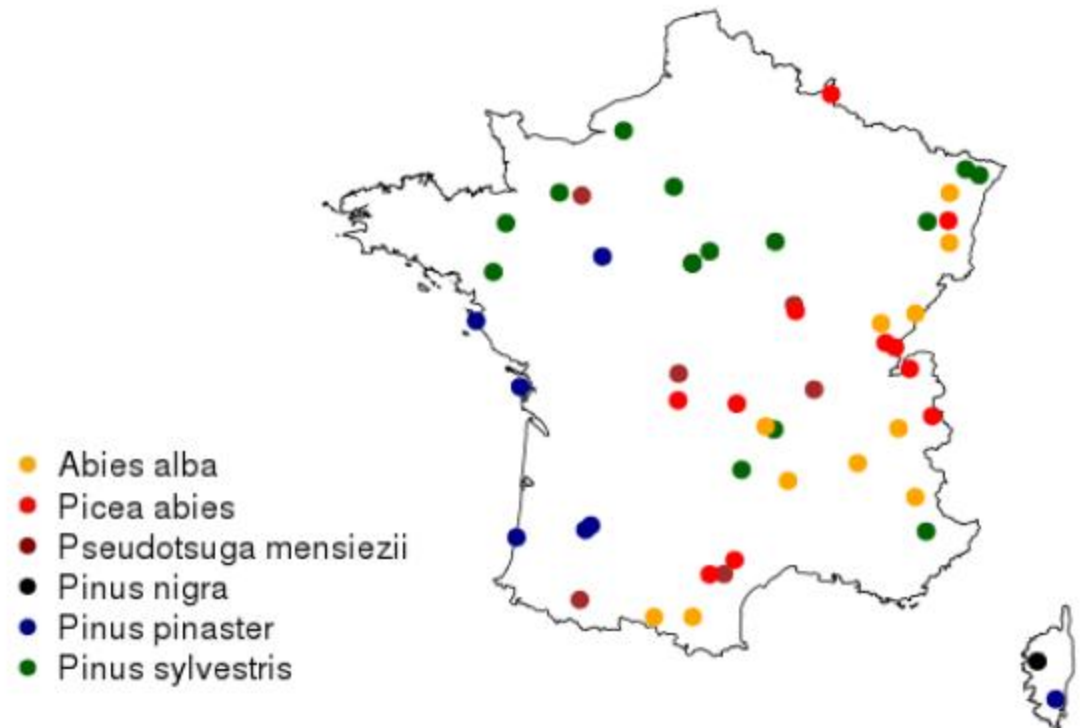 Abies alba
Picea abies
Pseudotsuga mensiezii
Pinus nigra
Pinus pinaster
Pinus sylvestris